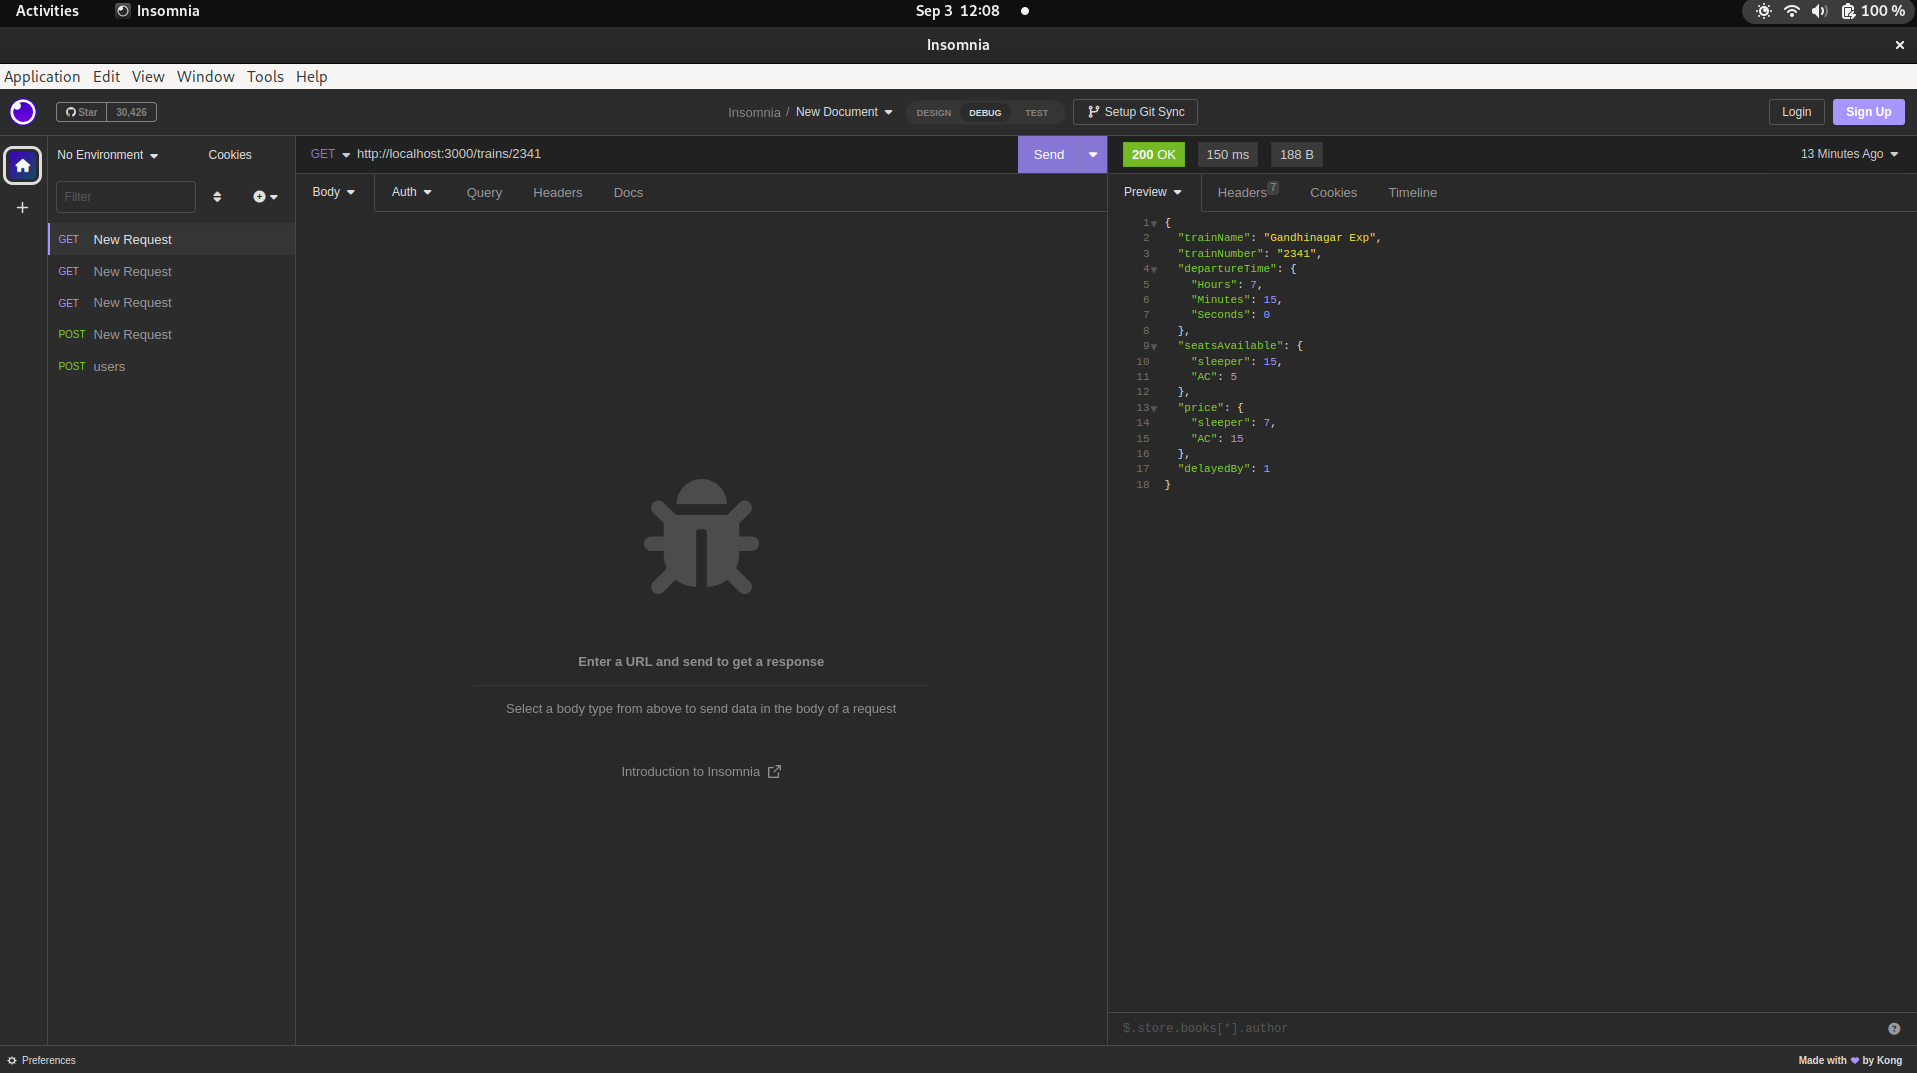 Activities Insomnia Sep 3 12:08 100 %
Insomnia
Application Edit View Window Tools Help
Star 30,426 Insomnia / New Document DESIGN DEBUG TEST Setup Git Sync Login Sign Up
No Environment Cookies
Filter
GET New Request
GET New Request
GET New Request
POST New Request
POST users
GET http://localhost:3000/trains/2341 Send
Body Auth Query Headers Docs
Enter a URL and send to get a response
Select a body type from above to send data in the body of a request
Introduction to Insomnia
200 OK 150 ms 188 B 13 Minutes Ago
Preview Headers 7 Cookies Timeline
1 {
2 "trainName": "Gandhinagar Exp",
3 "trainNumber": "2341",
4 "departureTime": {
5 "Hours": 7,
6 "Minutes": 15,
7 "Seconds": 0
8 },
9 "seatsAvailable": {
10 "sleeper": 15,
11 "AC": 5
12 },
13 "price": {
14 "sleeper": 7,
15 "AC": 15
16 },
17 "delayedBy": 1
18 }
$.store.books[*].author ?
Preferences Made with by Kong